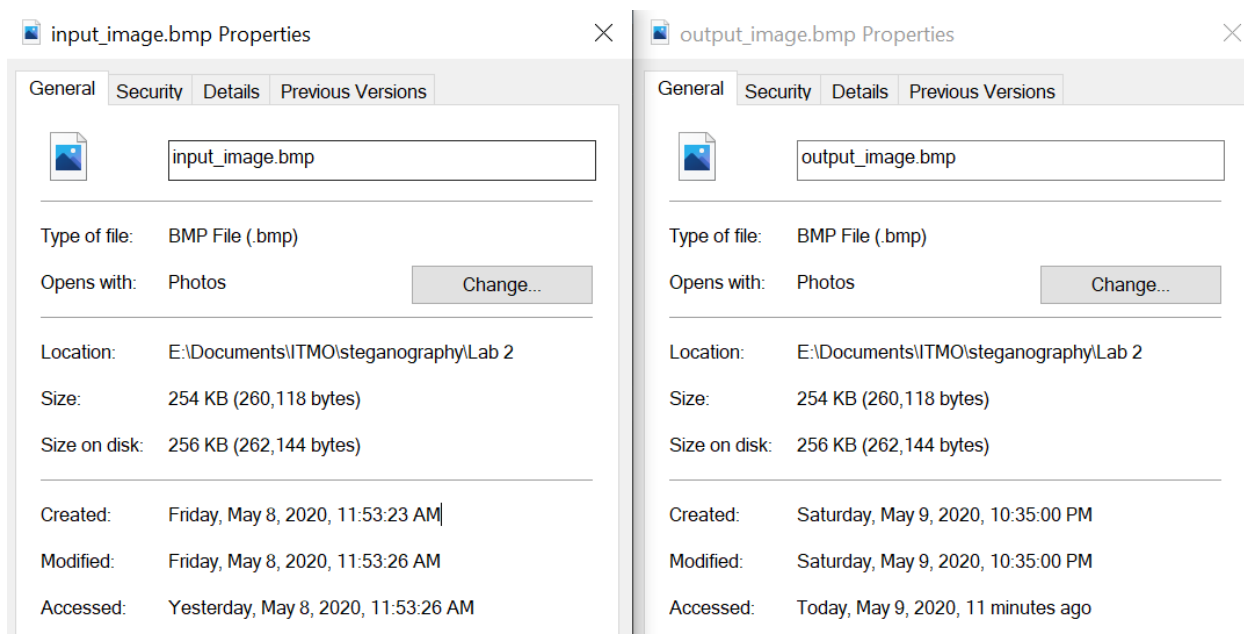 input_image.bmp Properties
General Security Details Previous Versions
input_image.bmp
Type of file: BMP File (.bmp)
Opens with: Photos Change...
Location: E:\Documents\ITMO\steganography\Lab 2
Size: 254 KB (260,118 bytes)
Size on disk: 256 KB (262,144 bytes)
Created: Friday, May 8, 2020, 11:53:23 AM
Modified: Friday, May 8, 2020, 11:53:26 AM
Accessed: Yesterday, May 8, 2020, 11:53:26 AM
output_image.bmp Properties
General Security Details Previous Versions
output_image.bmp
Type of file: BMP File (.bmp)
Opens with: Photos Change...
Location: E:\Documents\ITMO\steganography\Lab 2
Size: 254 KB (260,118 bytes)
Size on disk: 256 KB (262,144 bytes)
Created: Saturday, May 9, 2020, 10:35:00 PM
Modified: Saturday, May 9, 2020, 10:35:00 PM
Accessed: Today, May 9, 2020, 11 minutes ago